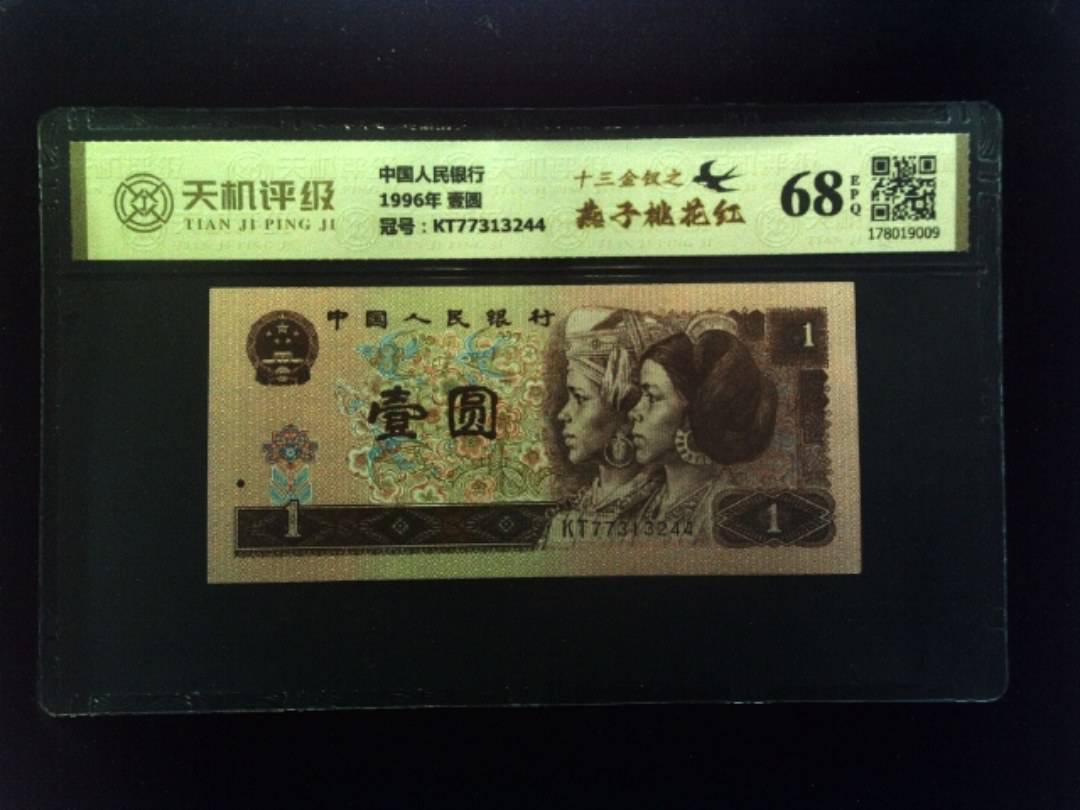 天机评级
TIAN JI PING JI
中国人民银行
1996年 壹圆
冠号：KT77313244
十三金钗之
燕子桃花红
68
EPQ
178019009
中国人民银行
壹圆
1
1
KT77313244
1